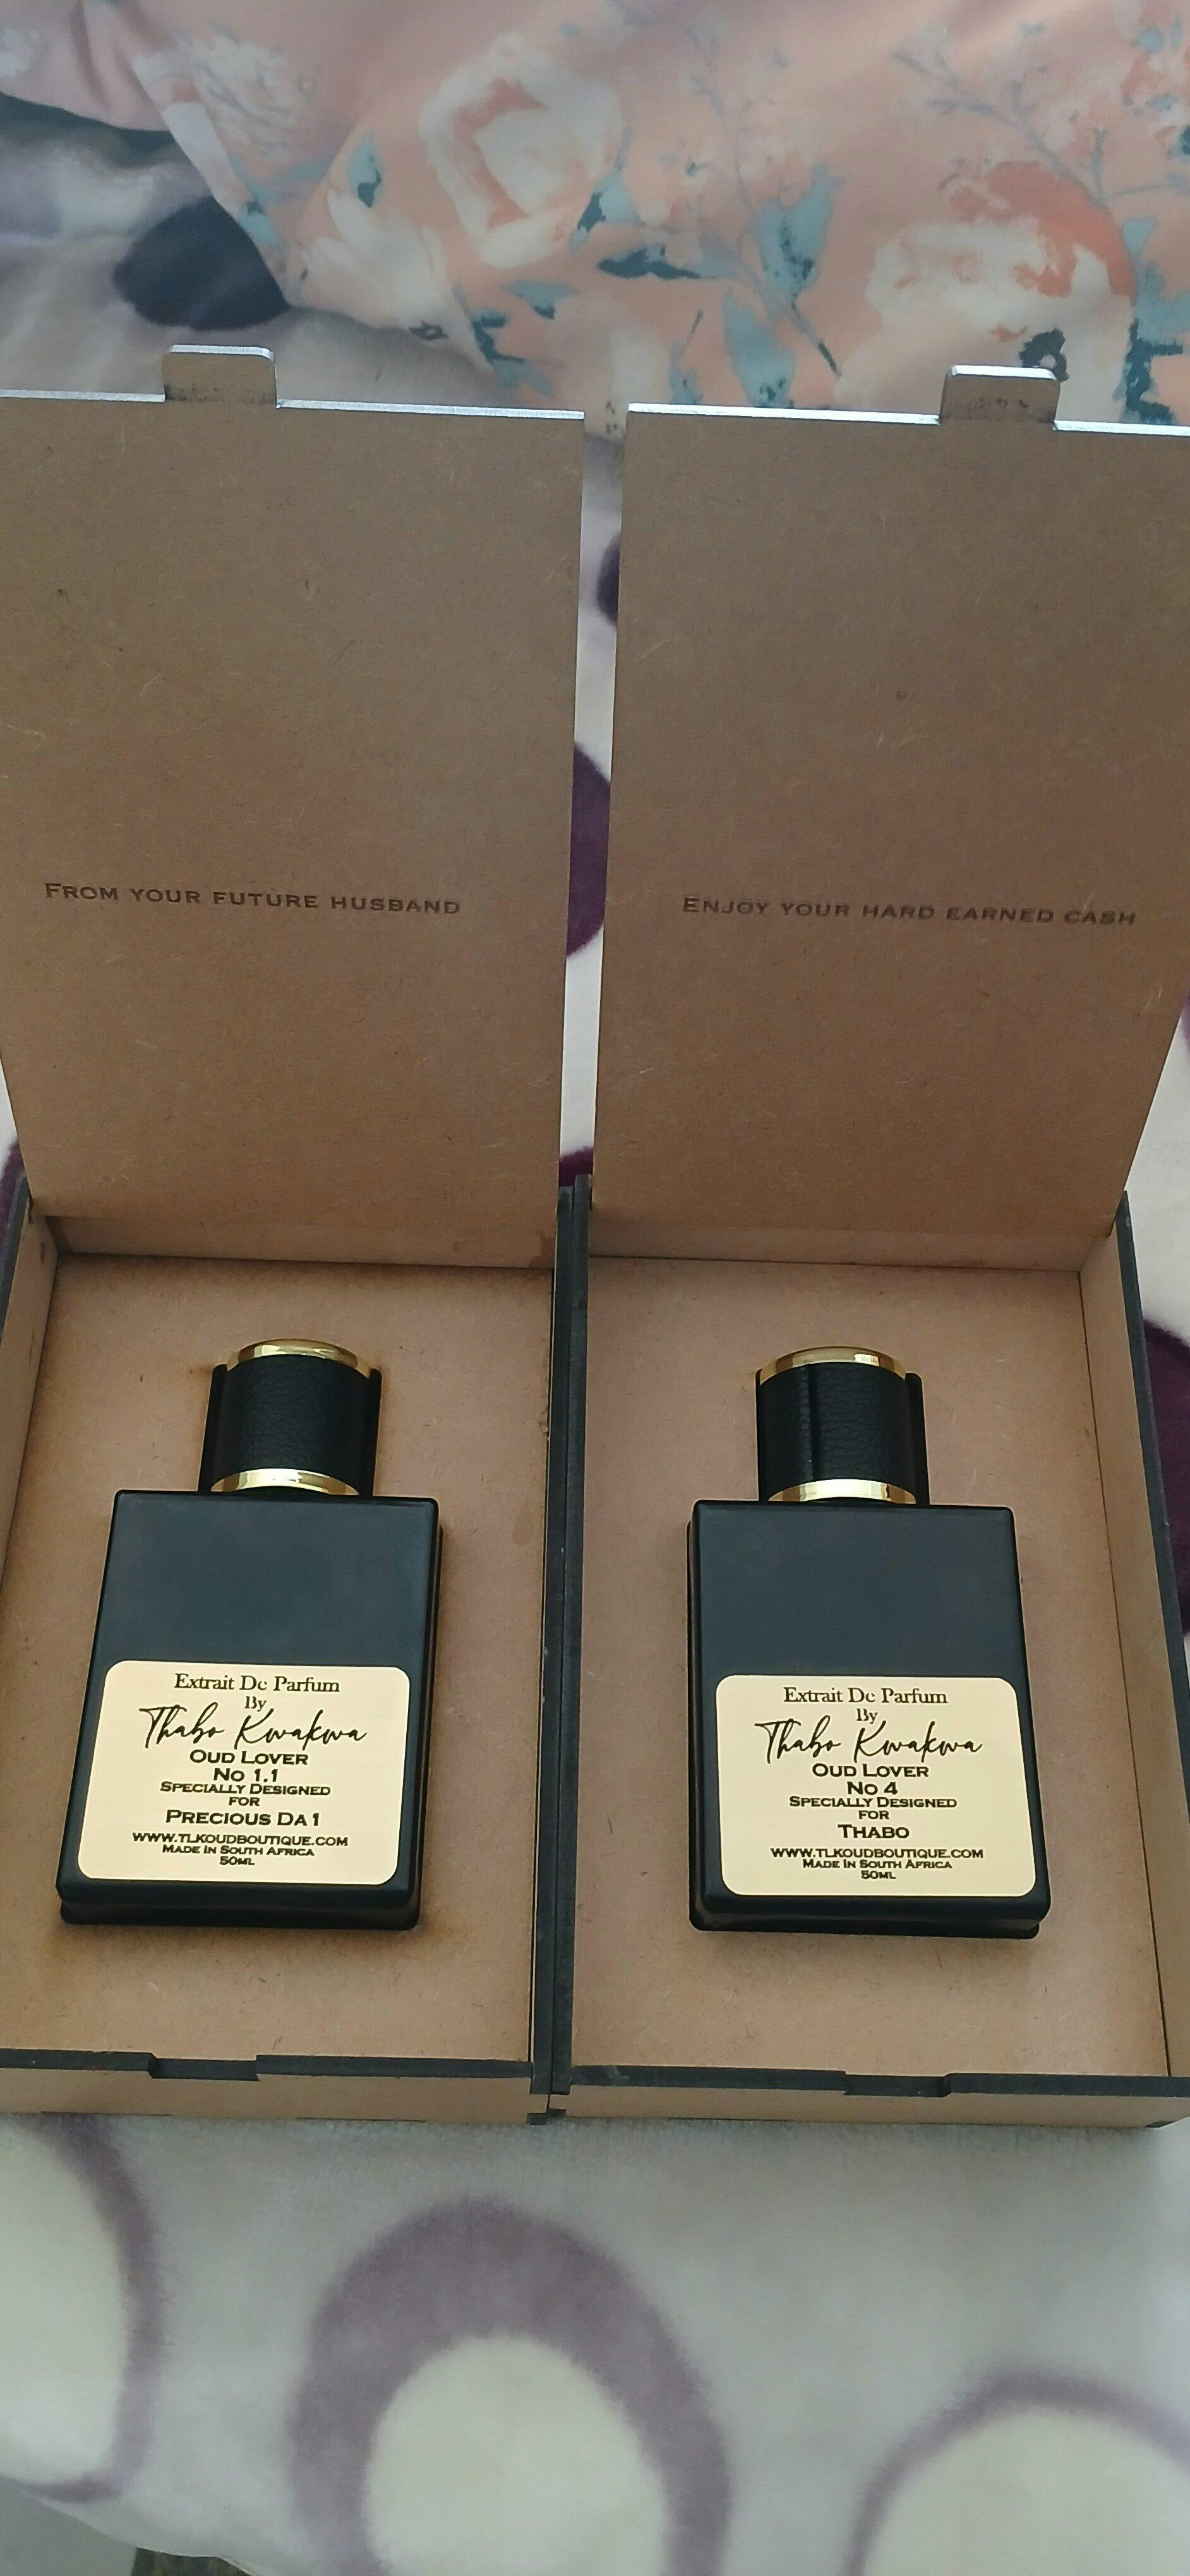 FROM YOUR FUTURE HUSBAND
ENJOY YOUR HARD EARNED CASH
Extrait De Parfum
By
Thabo Kwakwa
OUD LOVER
NO 1.1
SPECIALLY DESIGNED
FOR
PRECIOUS DA1
WWW.TLKOUDBOUTIQUE.COM
MADE IN SOUTH AFRICA
50ML
Extrait De Parfum
By
Thabo Kwakwa
OUD LOVER
NO 4
SPECIALLY DESIGNED
FOR
THABO
WWW.TLKOUDBOUTIQUE.COM
MADE IN SOUTH AFRICA
50ML